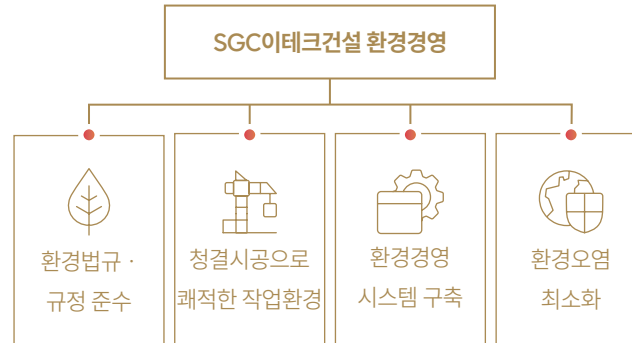 SGC이테크건설 환경경영
환경법규 ·
규정 준수
청결시공으로
쾌적한 작업환경
환경경영
시스템 구축
환경오염
최소화